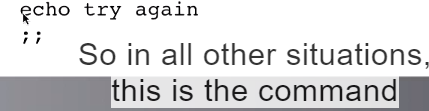 echo try again
;;
So in all other situations,
this is the command